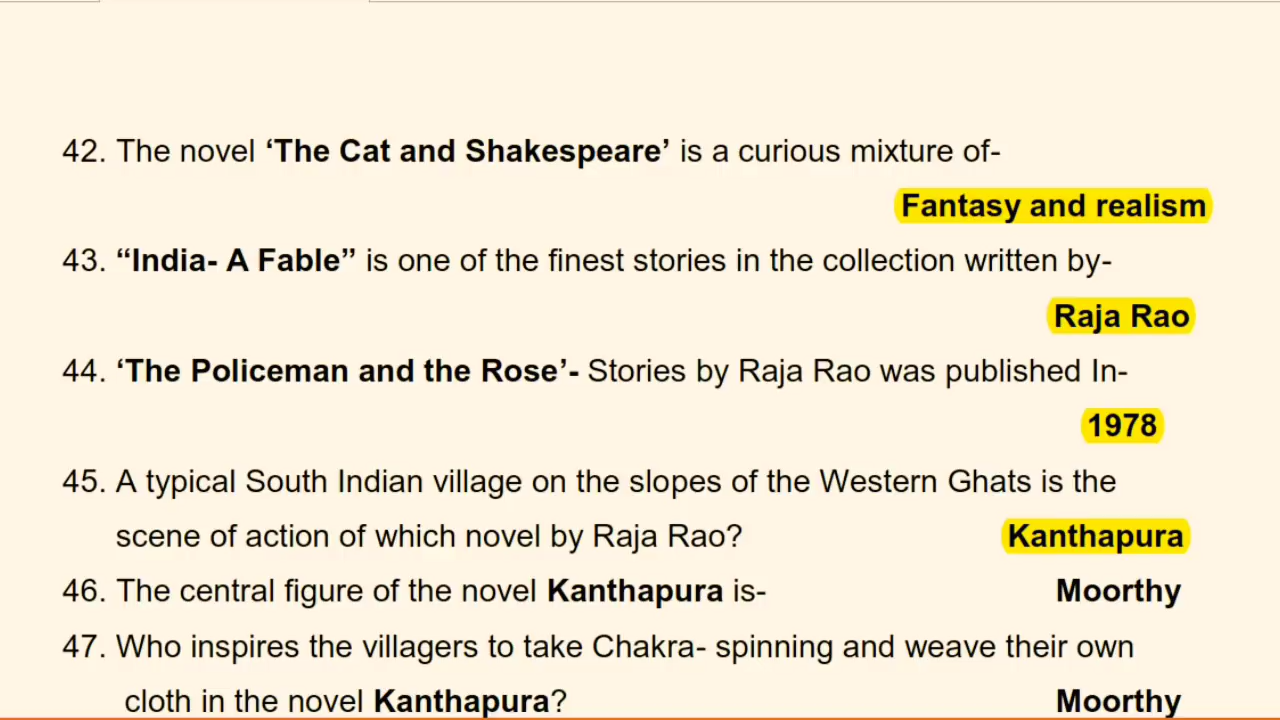 42. The novel ‘The Cat and Shakespeare’ is a curious mixture of-
Fantasy and realism
43. “India- A Fable” is one of the finest stories in the collection written by-
Raja Rao
44. ‘The Policeman and the Rose’- Stories by Raja Rao was published In-
1978
45. A typical South Indian village on the slopes of the Western Ghats is the
scene of action of which novel by Raja Rao? Kanthapura
46. The central figure of the novel Kanthapura is- Moorthy
47. Who inspires the villagers to take Chakra- spinning and weave their own
cloth in the novel Kanthapura? Moorthy